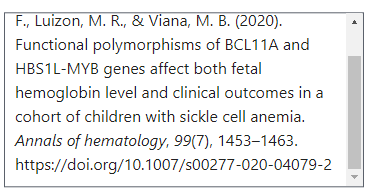 F., Luizon, M. R., & Viana, M. B. (2020).
Functional polymorphisms of BCL11A and
HBS1L-MYB genes affect both fetal
hemoglobin level and clinical outcomes in a
cohort of children with sickle cell anemia.
Annals of hematology, 99(7), 1453–1463.
https://doi.org/10.1007/s00277-020-04079-2